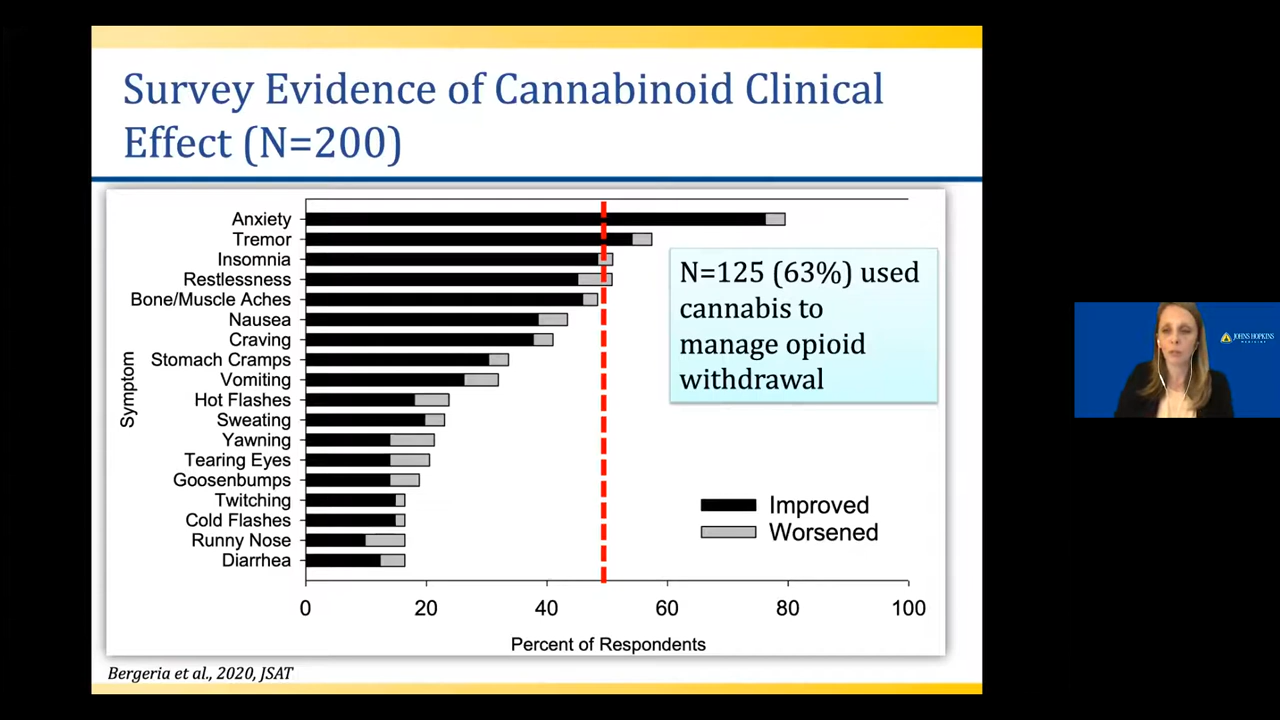 Survey Evidence of Cannabinoid Clinical
Effect (N=200)
Symptom
Anxiety
Tremor
Insomnia
Restlessness
Bone/Muscle Aches
Nausea
Craving
Stomach Cramps
Vomiting
Hot Flashes
Sweating
Yawning
Tearing Eyes
Goosenbumps
Twitching
Cold Flashes
Runny Nose
Diarrhea
N=125 (63%) used
cannabis to
manage opioid
withdrawal
Improved
Worsened
0 20 40 60 80 100
Percent of Respondents
Bergeria et al., 2020, JSAT
JOHNS HOPKINS
MEDICINE